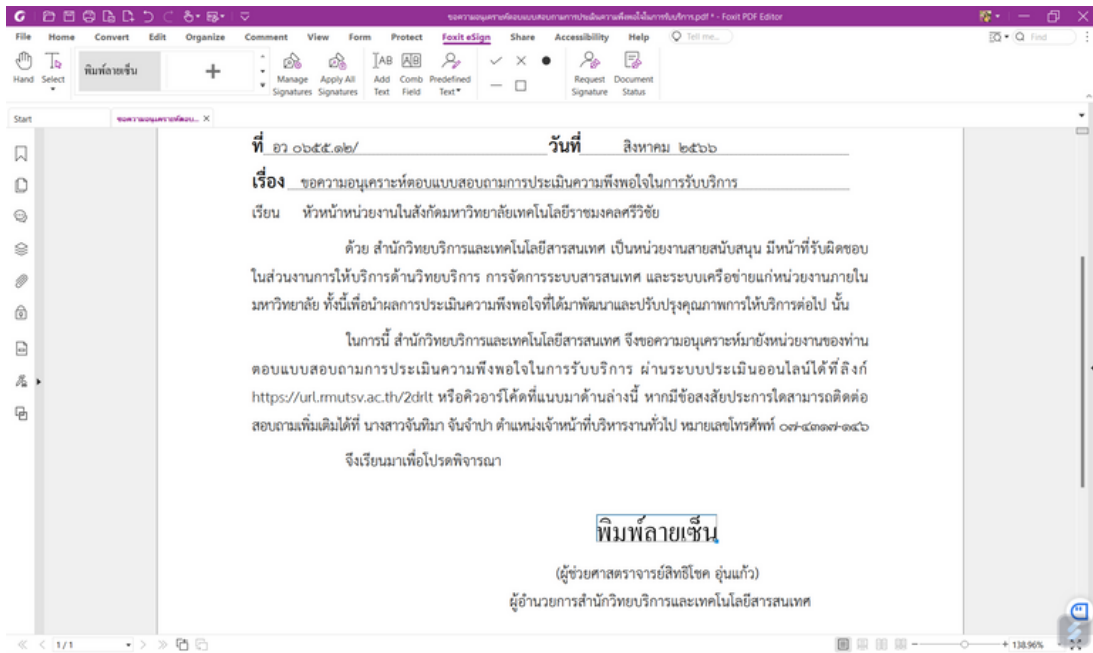 ขอความอนุเคราะห์ตอบแบบสอบถามการประเมินความพึงพอใจในการรับบริการ.pdf * - Foxit PDF Editor
File Home Convert Edit Organize Comment View Form Protect Foxit eSign Share Accessibility Help Tell me... Find
Hand Select พิมพ์ลายเซ็น + Manage Signatures Apply All Signatures Add Text Comb Field Predefined Text Request Signature Document Status
Start ขอความอนุเคราะห์ตอบ...
ที่ อว ๐๖๕๕.๑๒/ วันที่ สิงหาคม ๒๕๖๖
เรื่อง ขอความอนุเคราะห์ตอบแบบสอบถามการประเมินความพึงพอใจในการรับบริการ
เรียน หัวหน้าหน่วยงานในสังกัดมหาวิทยาลัยเทคโนโลยีราชมงคลศรีวิชัย
ด้วย สำนักวิทยบริการและเทคโนโลยีสารสนเทศ เป็นหน่วยงานสายสนับสนุน มีหน้าที่รับผิดชอบ
ในส่วนงานการให้บริการด้านวิทยบริการ การจัดการระบบสารสนเทศ และระบบเครือข่ายแก่หน่วยงานภายใน
มหาวิทยาลัย ทั้งนี้เพื่อนำผลการประเมินความพึงพอใจที่ได้มาพัฒนาและปรับปรุงคุณภาพการให้บริการต่อไป นั้น
ในการนี้ สำนักวิทยบริการและเทคโนโลยีสารสนเทศ จึงขอความอนุเคราะห์มายังหน่วยงานของท่าน
ตอบแบบสอบถามการประเมินความพึงพอใจในการรับบริการ ผ่านระบบประเมินออนไลน์ได้ที่ลิงก์
https://url.rmutsv.ac.th/2drlt หรือคิวอาร์โค้ดที่แนบมาด้านล่างนี้ หากมีข้อสงสัยประการใดสามารถติดต่อ
สอบถามเพิ่มเติมได้ที่ นางสาวจันทิมา จันจำปา ตำแหน่งเจ้าหน้าที่บริหารงานทั่วไป หมายเลขโทรศัพท์ ๐๗-๔๓๑๗-๑๔๖
จึงเรียนมาเพื่อโปรดพิจารณา
พิมพ์ลายเซ็น
(ผู้ช่วยศาสตราจารย์สิทธิโชค อุ่นแก้ว)
ผู้อำนวยการสำนักวิทยบริการและเทคโนโลยีสารสนเทศ
1/1 138.96%